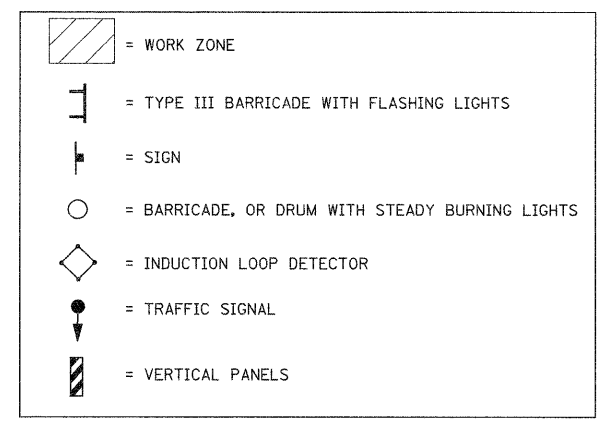 = WORK ZONE
= TYPE III BARRICADE WITH FLASHING LIGHTS
= SIGN
= BARRICADE, OR DRUM WITH STEADY BURNING LIGHTS
= INDUCTION LOOP DETECTOR
= TRAFFIC SIGNAL
= VERTICAL PANELS